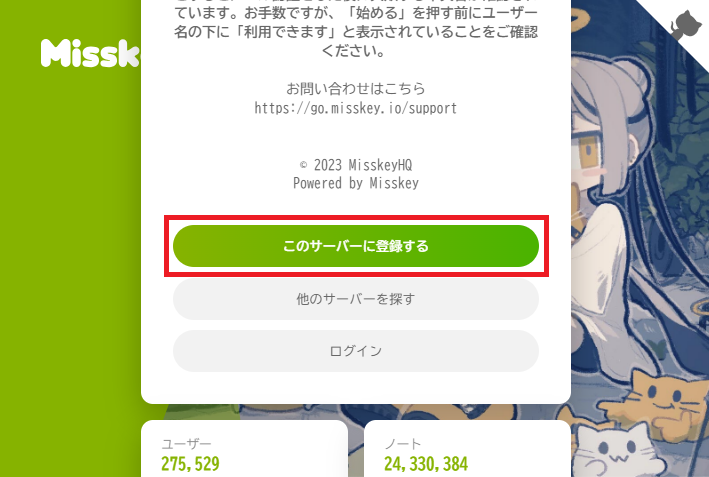 Missk
ています。お手数ですが、「始める」を押す前にユーザー
名の下に「利用できます」と表示されていることをご確認
ください。
お問い合わせはこちら
https://go.misskey.io/support
© 2023 MisskeyHQ
Powered by Misskey
このサーバーに登録する
他のサーバーを探す
ログイン
ユーザー
ノート
275,529
24,330,384